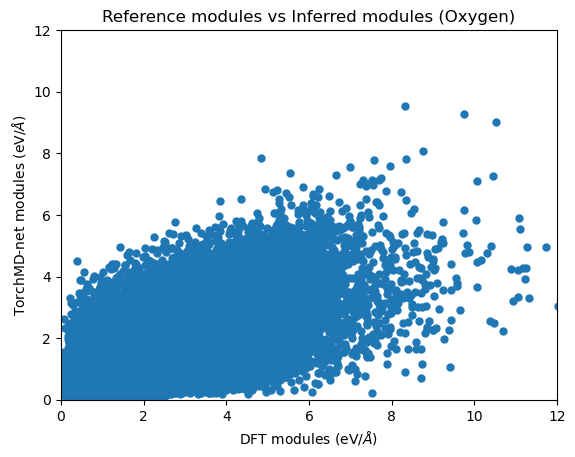 Reference modules vs Inferred modules (Oxygen)
12
10
8
6
4
2
0
TorchMD-net modules (eV/Å)
0 2 4 6 8 10 12
DFT modules (eV/Å)